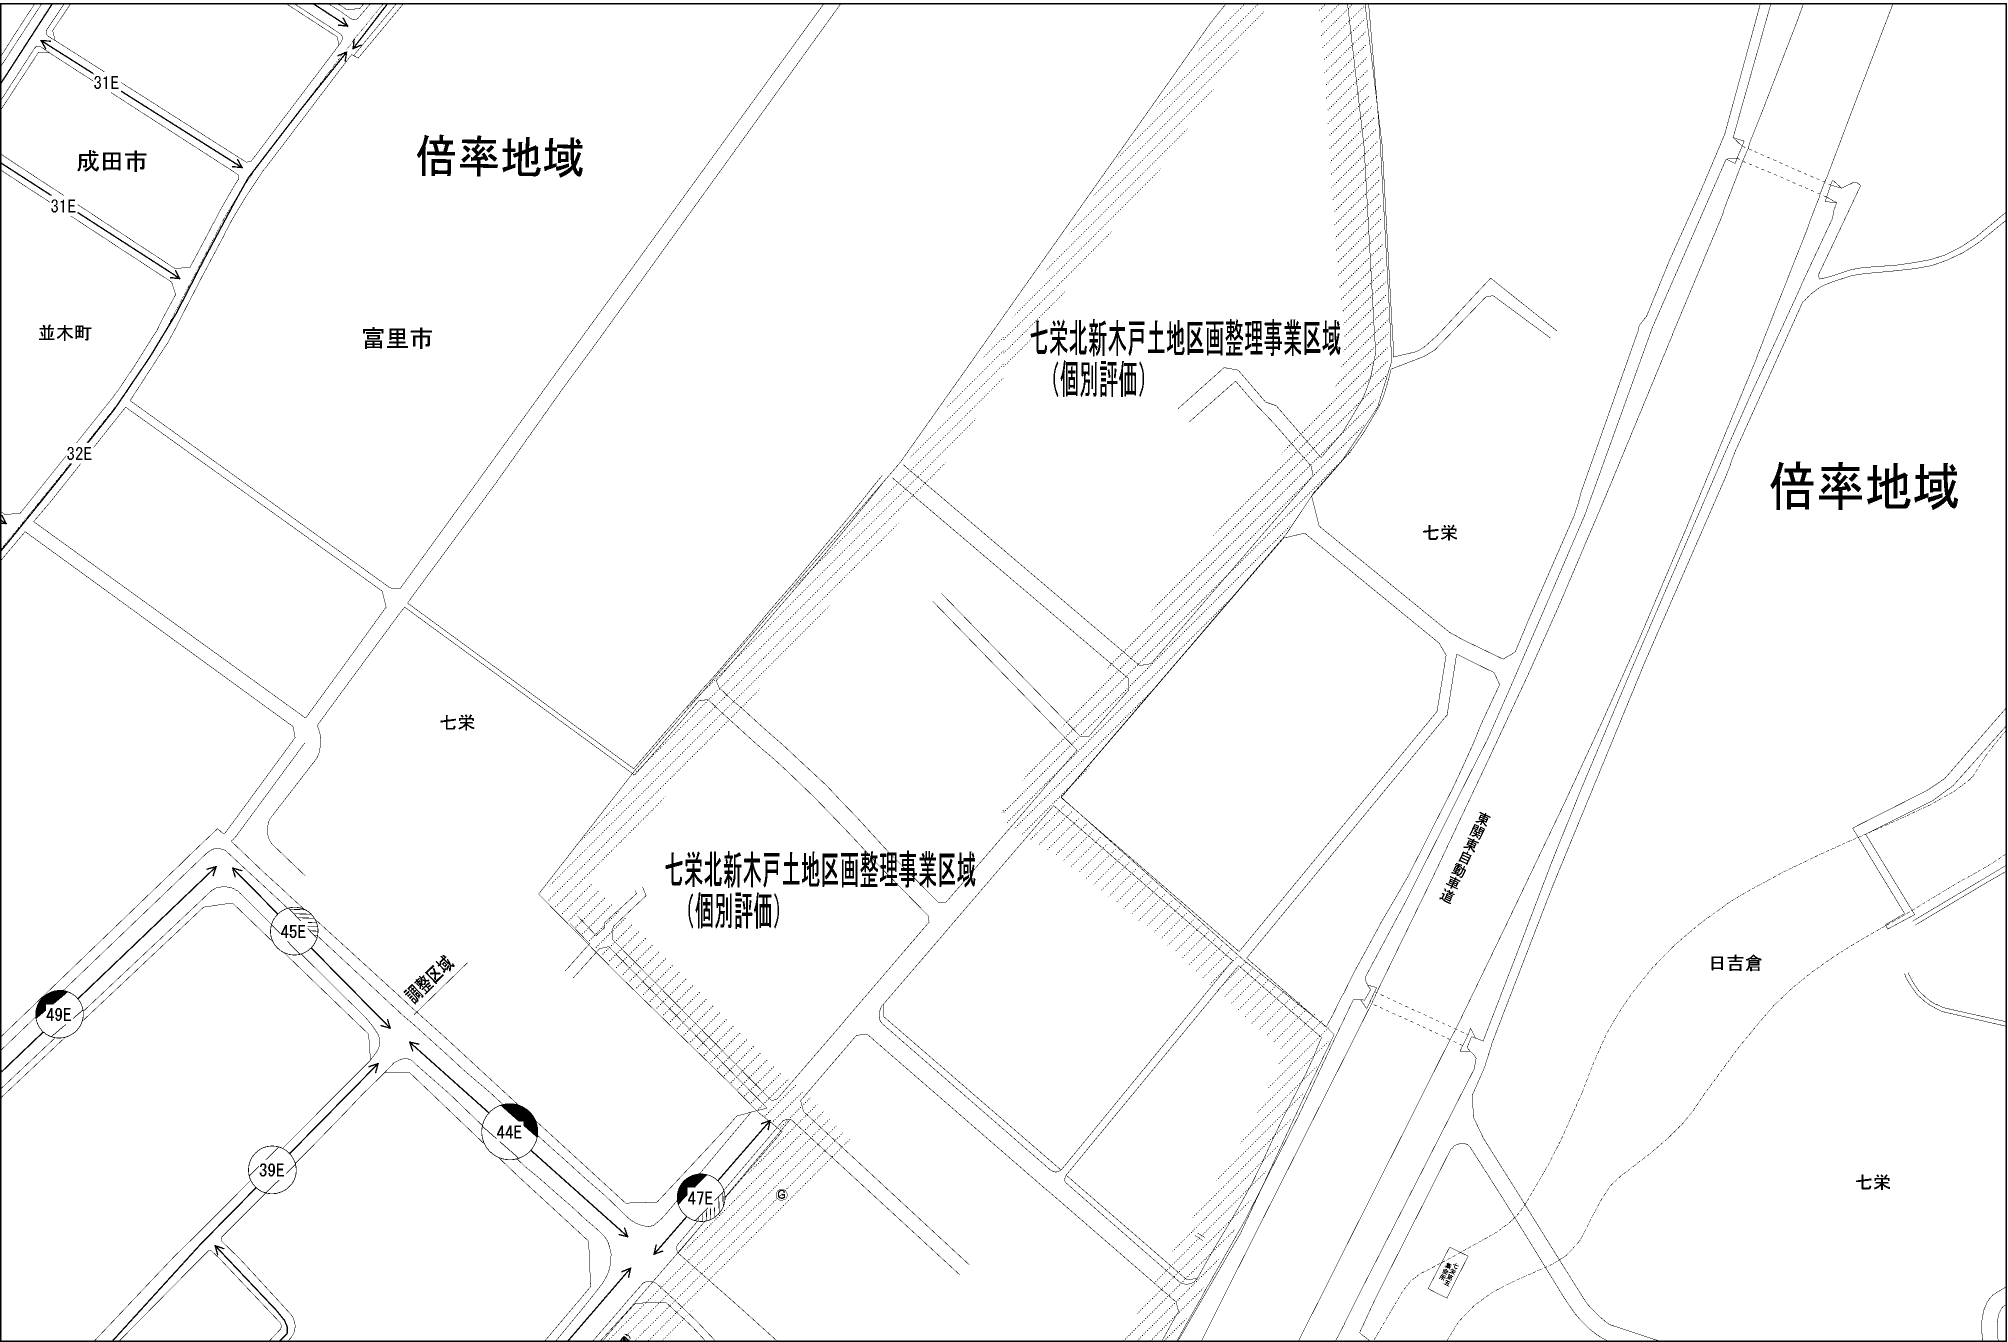 31E
成田市
31E
並木町
32E
倍率地域
富里市
七栄北新木戸土地区画整理事業区域
（個別評価）
倍率地域
七栄
七栄
七栄北新木戸土地区画整理事業区域
（個別評価）
東関東自動車道
日吉倉
45E
調整区域
49E
44E
39E
47E
G
七栄